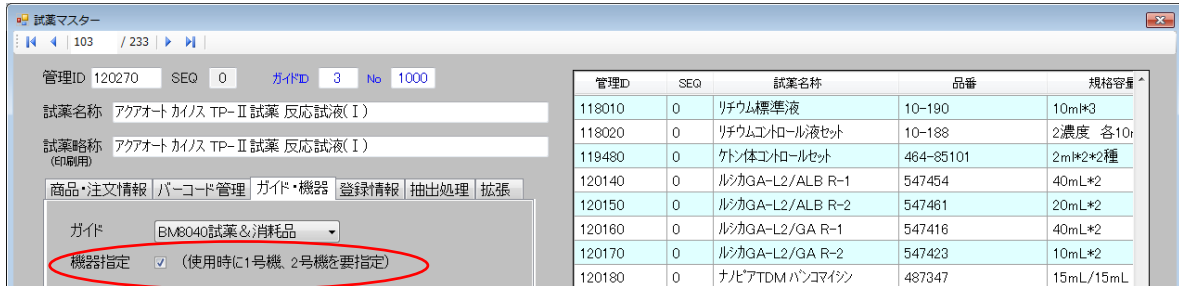 試薬マスター
103 / 233
管理ID 120270 SEQ 0 ガイドID 3 No 1000
試薬名称 アクアオート カイノス TP-Ⅱ試薬 反応試液(Ⅰ)
試薬略称 アクアオート カイノス TP-Ⅱ試薬 反応試液(Ⅰ)
(印刷用)
商品・注文情報 バーコード管理 ガイド・機器 登録情報 抽出処理 拡張
ガイド BM8040試薬&消耗品
機器指定 (使用時に1号機、2号機を要指定)
管理ID SEQ 試薬名称 品番 規格容量
118010 0 リチウム標準液 10-190 10ml*3
118020 0 リチウムコントロール液セット 10-188 2濃度 各10m
119480 0 ケトン体コントロールセット 464-85101 2ml*2*2種
120140 0 ルシカGA-L2/ALB R-1 547454 40mL*2
120150 0 ルシカGA-L2/ALB R-2 547461 20mL*2
120160 0 ルシカGA-L2/GA R-1 547416 40mL*2
120170 0 ルシカGA-L2/GA R-2 547423 10mL*2
120180 0 ナノピアTDM バンコマイシン 487347 15mL/15mL